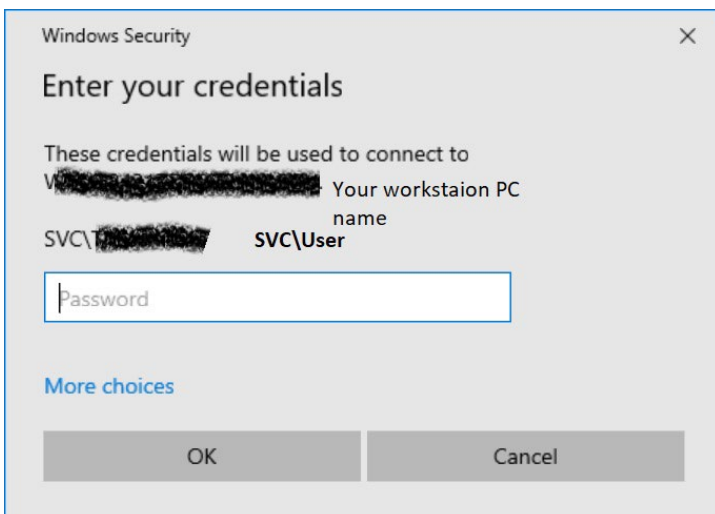 Windows Security
Enter your credentials
These credentials will be used to connect to
Your workstaion PC
name
SVC\ SVC\User
Password
More choices
OK Cancel